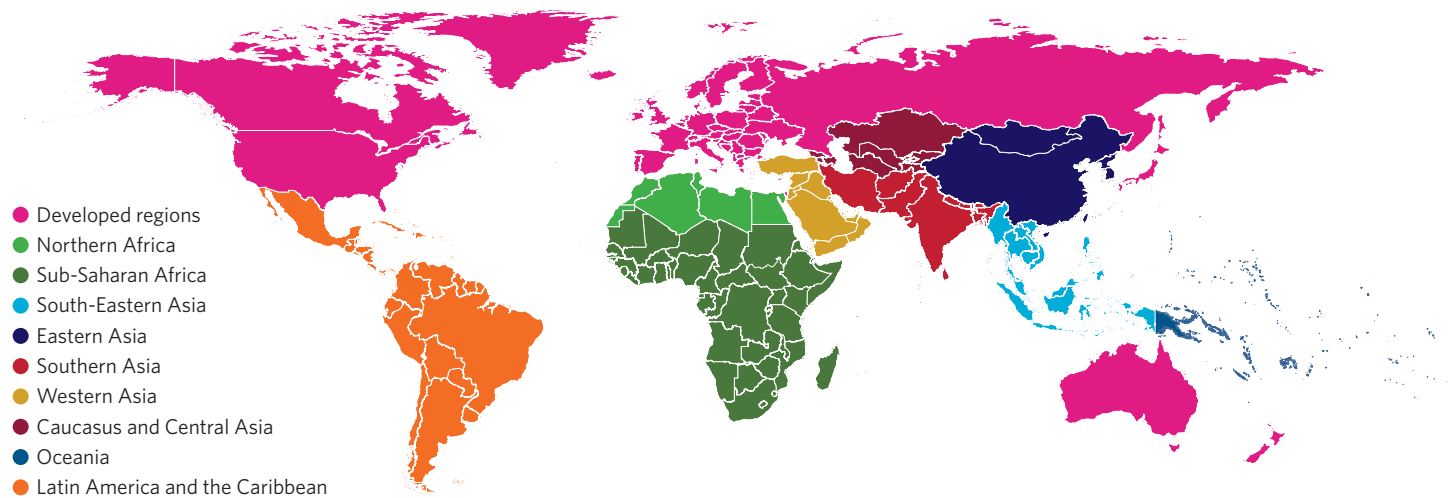 Developed regions
Northern Africa
Sub-Saharan Africa
South-Eastern Asia
Eastern Asia
Southern Asia
Western Asia
Caucasus and Central Asia
Oceania
Latin America and the Caribbean